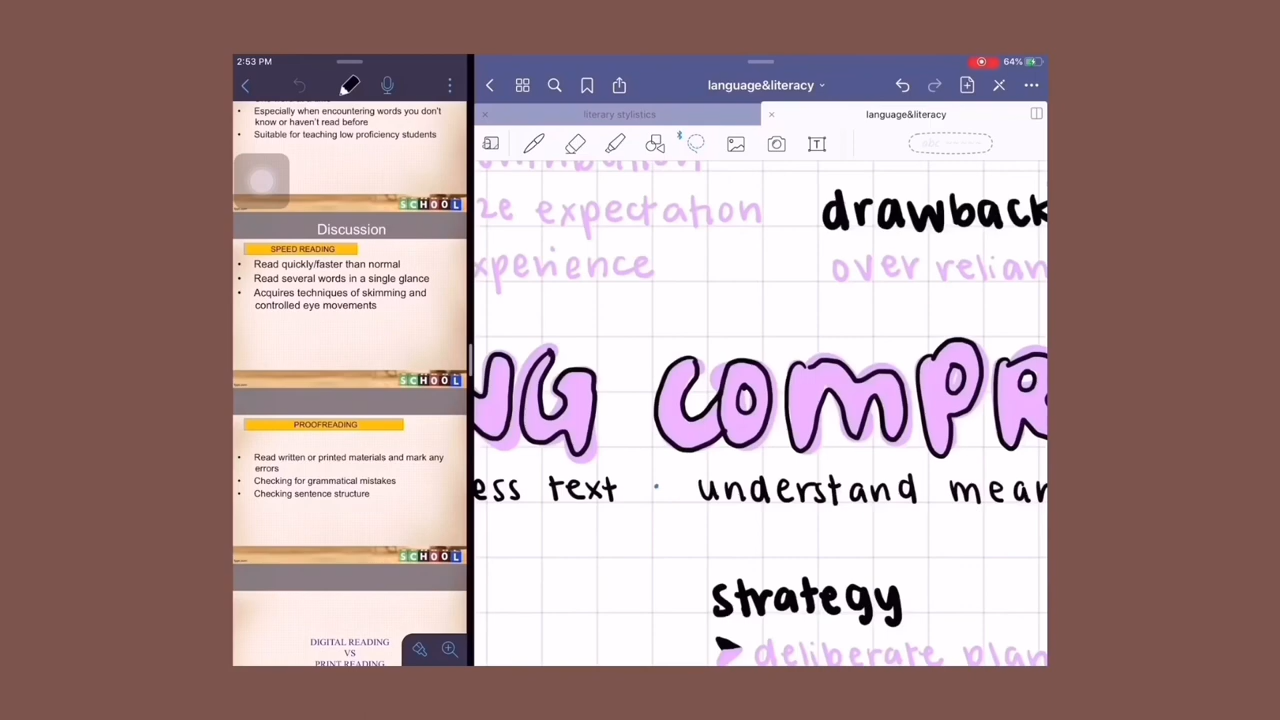 2:53 PM
64%
Especially when encountering words you don't
know or haven't read before
Suitable for teaching low proficiency students
SCHOOL
Discussion
SPEED READING
Read quickly/faster than normal
Read several words in a single glance
Acquires techniques of skimming and
controlled eye movements
SCHOOL
PROOFREADING
Read written or printed materials and mark any
errors
Checking for grammatical mistakes
Checking sentence structure
SCHOOL
DIGITAL READING
VS
PRINT READING
language&literacy
literary stylistics
language&literacy
T
ze expectation
xperience
drawback
over relian
NG COMPR
ess text · understand mean
strategy
deliberate plan